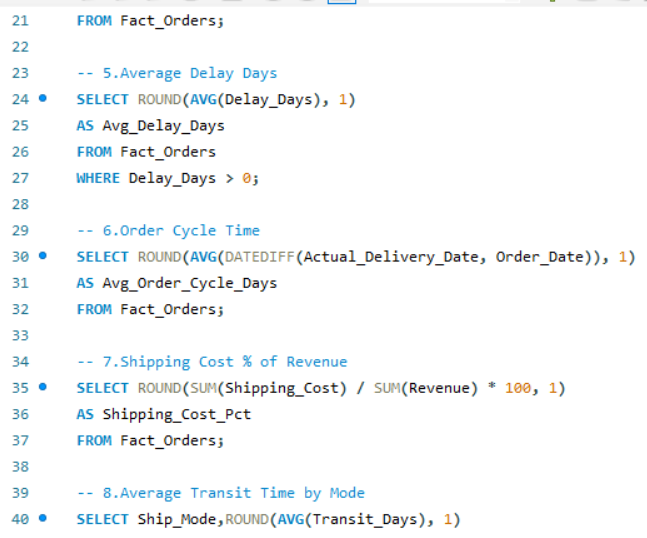 21 FROM Fact_Orders;
22
23 -- 5.Average Delay Days
24 SELECT ROUND(AVG(Delay_Days), 1)
25 AS Avg_Delay_Days
26 FROM Fact_Orders
27 WHERE Delay_Days > 0;
28
29 -- 6.Order Cycle Time
30 SELECT ROUND(AVG(DATEDIFF(Actual_Delivery_Date, Order_Date)), 1)
31 AS Avg_Order_Cycle_Days
32 FROM Fact_Orders;
33
34 -- 7.Shipping Cost % of Revenue
35 SELECT ROUND(SUM(Shipping_Cost) / SUM(Revenue) * 100, 1)
36 AS Shipping_Cost_Pct
37 FROM Fact_Orders;
38
39 -- 8.Average Transit Time by Mode
40 SELECT Ship_Mode,ROUND(AVG(Transit_Days), 1)